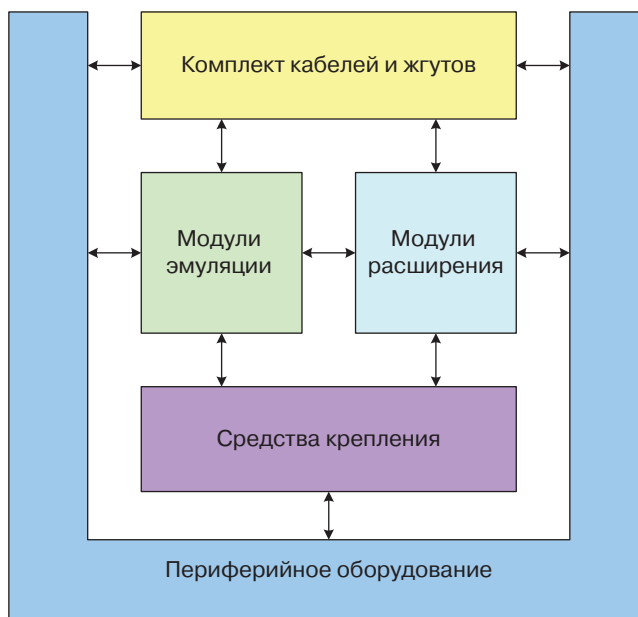 Комплект кабелей и жгутов
Модули
эмуляции
Модули
расширения
Средства крепления
Периферийное оборудование